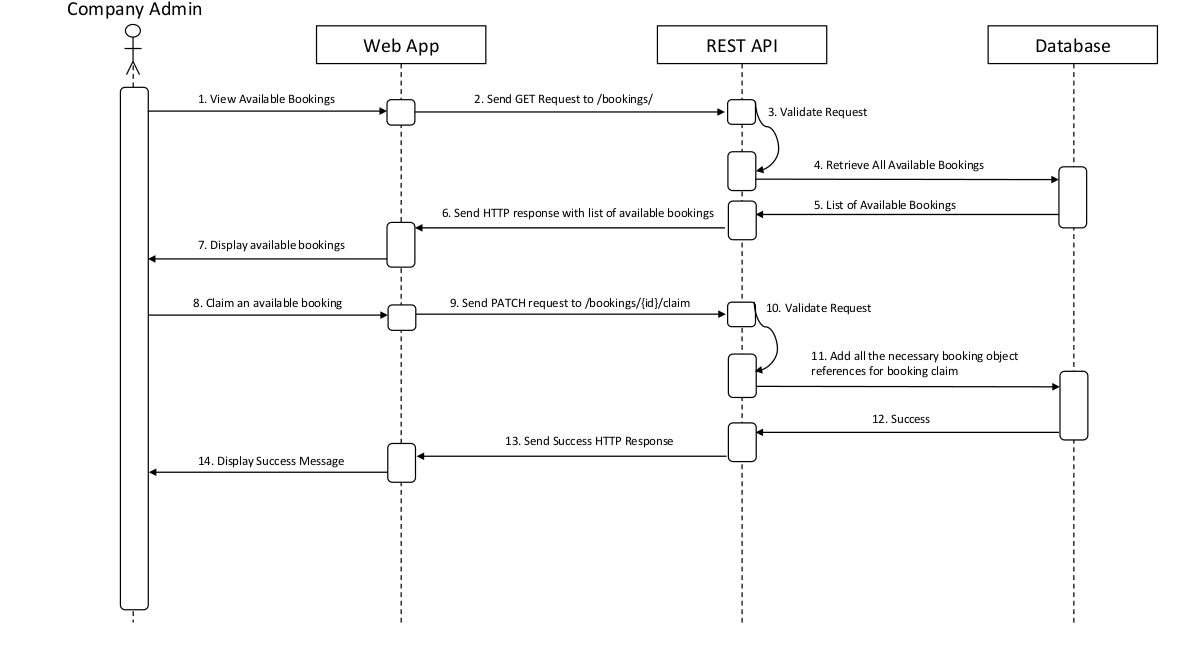 Company Admin
Web App
REST API
Database
1. View Available Bookings
2. Send GET Request to /bookings/
3. Validate Request
4. Retrieve All Available Bookings
5. List of Available Bookings
6. Send HTTP response with list of available bookings
7. Display available bookings
8. Claim an available booking
9. Send PATCH request to /bookings/{id}/claim
10. Validate Request
11. Add all the necessary booking object
references for booking claim
12. Success
13. Send Success HTTP Response
14. Display Success Message